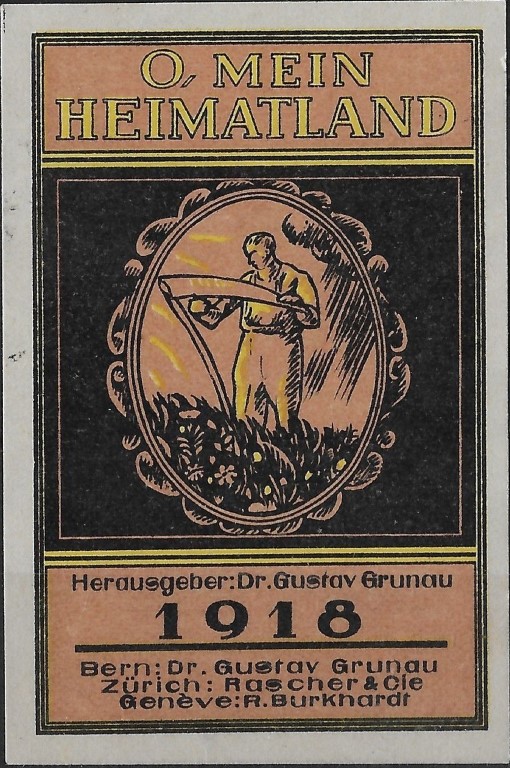 O, MEIN
HEIMATLAND
Herausgeber: Dr. Gustav Grunau
1918
Bern: Dr. Gustav Grunau
Zürich: Rascher & Cie
Genève: R. Burkhardt